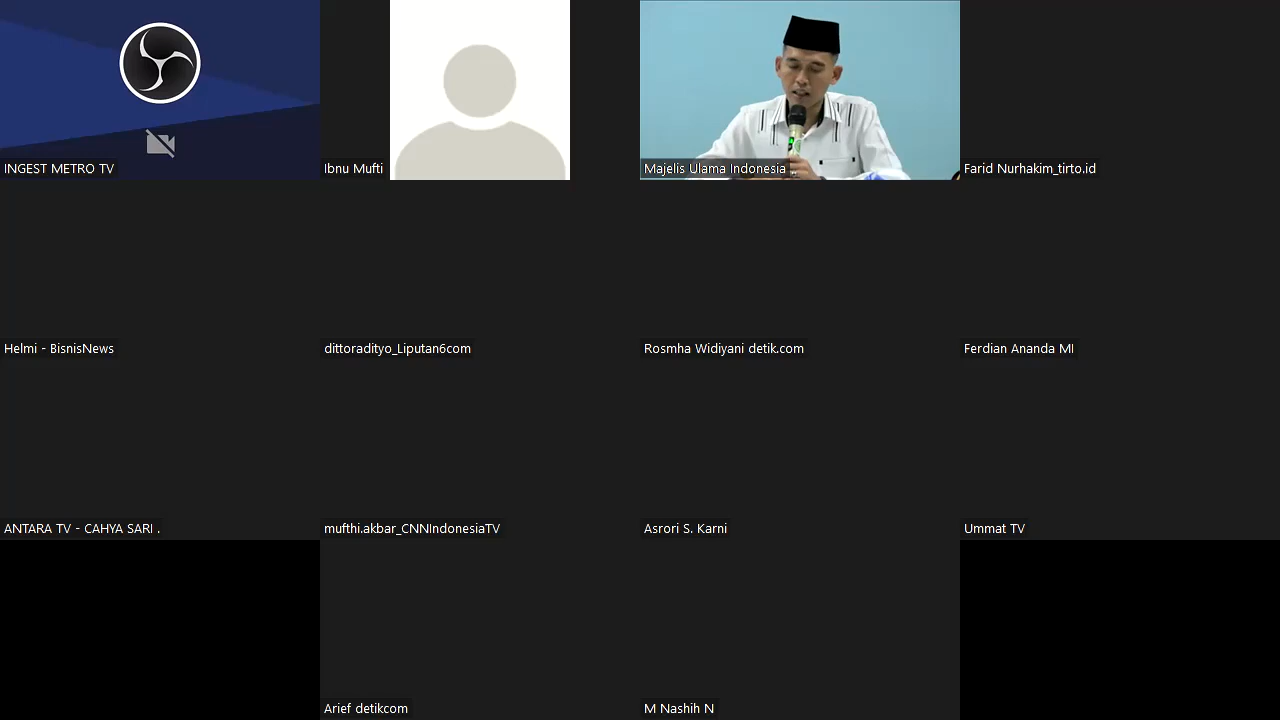 INGEST METRO TV
Ibnu Mufti
Majelis Ulama Indonesia
Farid Nurhakim_tirto.id
Helmi - BisnisNews
dittoradityo_Liputan6com
Rosmha Widiyani detik.com
Ferdian Ananda MI
ANTARA TV - CAHYA SARI .
mufthi.akbar_CNNIndonesiaTV
Asrori S. Karni
Ummat TV
Arief detikcom
M Nashih N